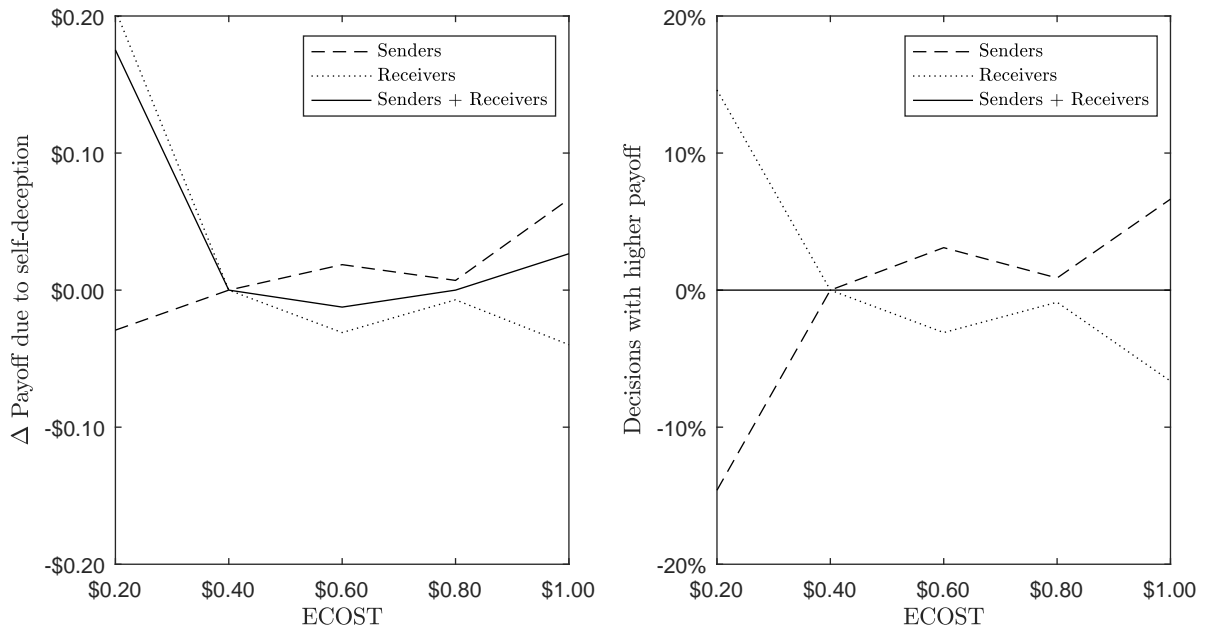 $0.20
$0.10
$0.00
-$0.10
-$0.20
Δ Payoff due to self-deception
Senders
Receivers
Senders + Receivers
$0.20
$0.40
$0.60
$0.80
$1.00
ECOST
20%
10%
0%
-10%
-20%
Decisions with higher payoff
Senders
Receivers
Senders + Receivers
$0.20
$0.40
$0.60
$0.80
$1.00
ECOST